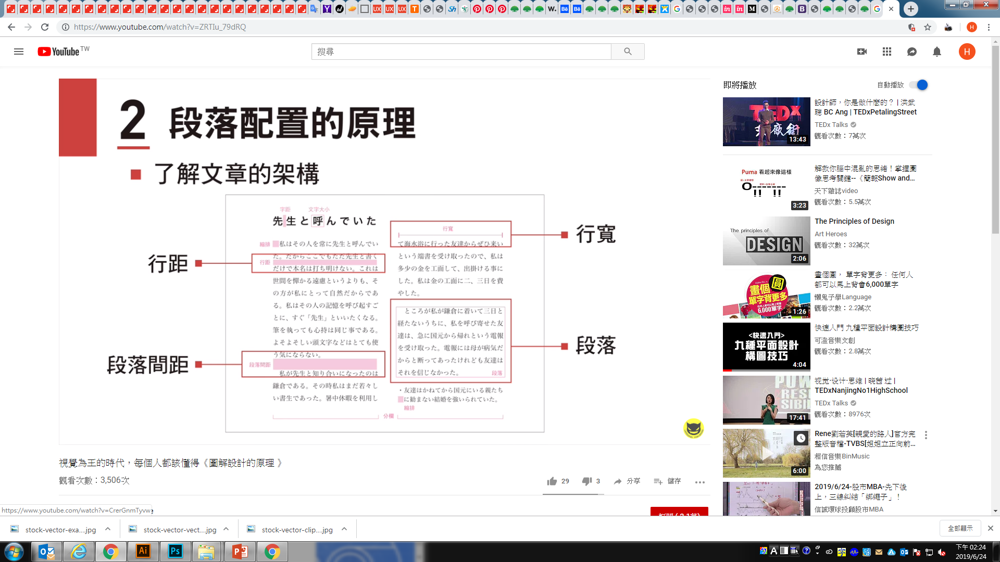 https://www.youtube.com/watch?v=ZRTIu_79dRQ
YouTube TW
搜尋
H
2 段落配置的原理
了解文章的架構
字距 文字大小
先生と呼んでいた
縮排 私はその人を常に先生と呼んでい
た。だからここでもただ先生と書く
行距
だけで本名は打ち明けない。これは
世間を憚かる遠慮というよりも、そ
の方が私にとって自然だからであ
る。私はその人の記憶を呼び起すご
とに、すぐ「先生」といいたくなる。
筆を執っても心持は同じ事である。
よそよそしい頭文字などはとても使
う気にならない。
段落間距
私が先生と知り合いになったのは
鎌倉である。その時私はまだ若々し
い書生であった。暑中休暇を利用し
行寬
て海水浴に行った友達からぜひ来い
という端書を受け取ったので、私は
多少の金を工面して、出掛ける事に
した。私は金の工面に二、三日を費
やした。
ところが私が鎌倉に着いて三日と
経たないうちに、私を呼び寄せた友
達は、急に国元から帰れという電報
を受け取った。電報には母が病気だ
からと断ってあったけれども友達は
それを信じなかった。
段落
・友達はかねてから国元にいる親たち
に勧まない結婚を強いられていた。
縮排
分欄
行距
段落間距
行寬
段落
視覺為王的時代，每個人都該懂得《圖解設計的原理 》
觀看次數：3,506次
29 3 分享 儲存
即將播放 自動播放
設計師，你是做什麼的？ | 洪武
聰 BC Ang | TEDxPetalingStreet
TEDx Talks
觀看次數：7萬次
13:43
Puma 看起來像這樣
3:23
解救你腦中混亂的思緒！掌握圖
像思考關鍵--《簡報Show and...
天下雜誌video
觀看次數：5.5萬次
The principles of
DESIGN
2:06
The Principles of Design
Art Heroes
觀看次數：32萬次
畫個圓
單字背更多
6,000單字
1:26
畫個圓， 單字背更多： 任何人
都可以馬上背會6,000單字
懶鬼子學Language
觀看次數：2.2萬次
<快速入門>
九種平面設計
構圖技巧
4:04
快速入門 九種平面設計構圖技巧
可澄音樂文創
觀看次數：2.8萬次
17:41
视觉·设计·思维 | 晓茜 过 |
TEDxNanjingNo1HighSchool
TEDx Talks
觀看次數：8976次
6:00
Rene劉若英[親愛的路人]官方完
整版音檔-TVBS[姐姐立正向前...
相信音樂BinMusic
為您推薦
2019/6/24-股市MBA-先下後
上，三線糾結「綁繩子」！
信誠環球投顧股市MBA
https://www.youtube.com/watch?v=CrerGnmTyvw
stock-vector-exa....jpg
stock-vector-vect....jpg
stock-vector-clip....jpg
全部顯示
下午 02:24
2019/6/24